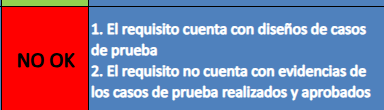 NO OK
1. El requisito cuenta con diseños de casos
de prueba
2. El requisito no cuenta con evidencias de
los casos de prueba realizados y aprobados